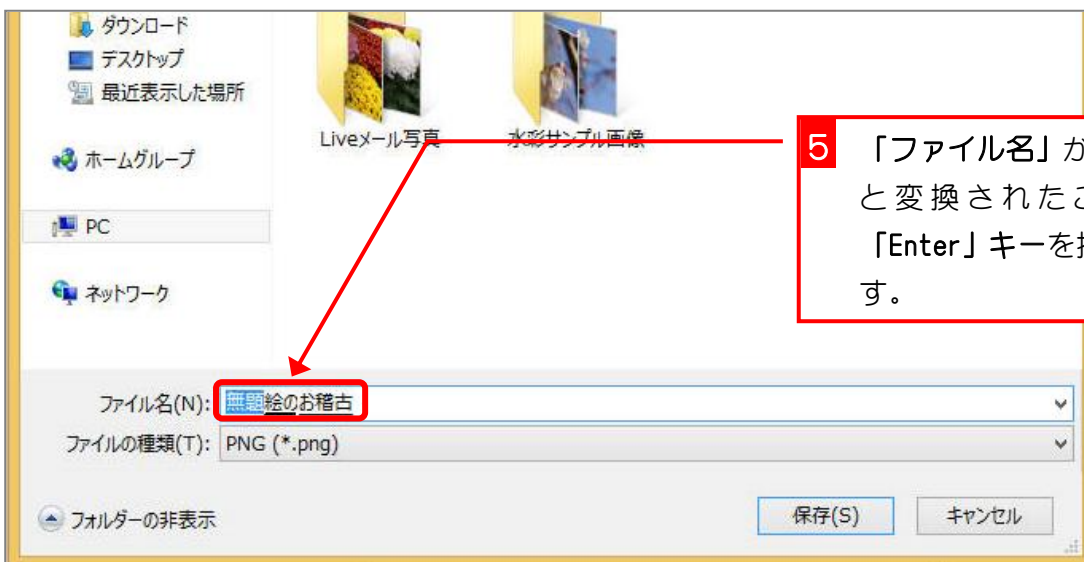 ダウンロード
デスクトップ
最近表示した場所
ホームグループ
PC
ネットワーク
Liveメール写真
水彩サンプル画像
5 「ファイル名」が
と変換されたこ
「Enter」キーを
す。
ファイル名(N): 無題絵のお稽古
ファイルの種類(T): PNG (*.png)
フォルダーの非表示
保存(S)
キャンセル